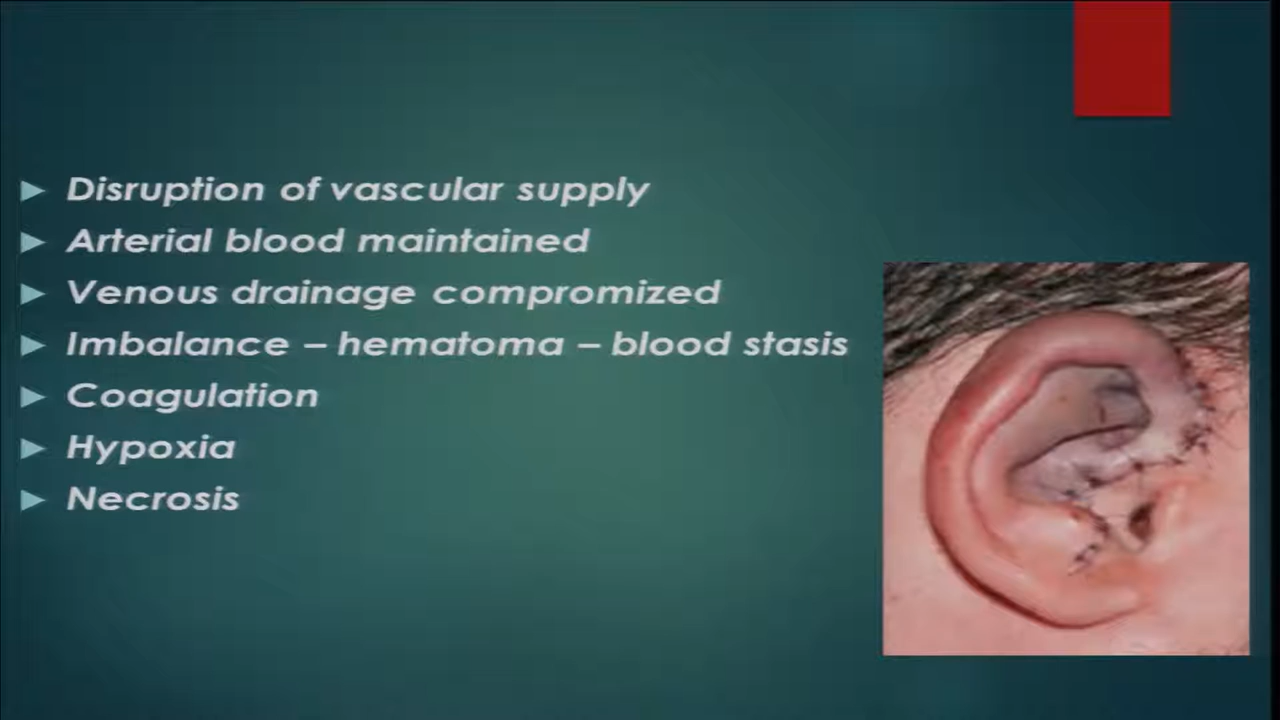 Disruption of vascular supply
Arterial blood maintained
Venous drainage compromized
Imbalance – hematoma – blood stasis
Coagulation
Hypoxia
Necrosis